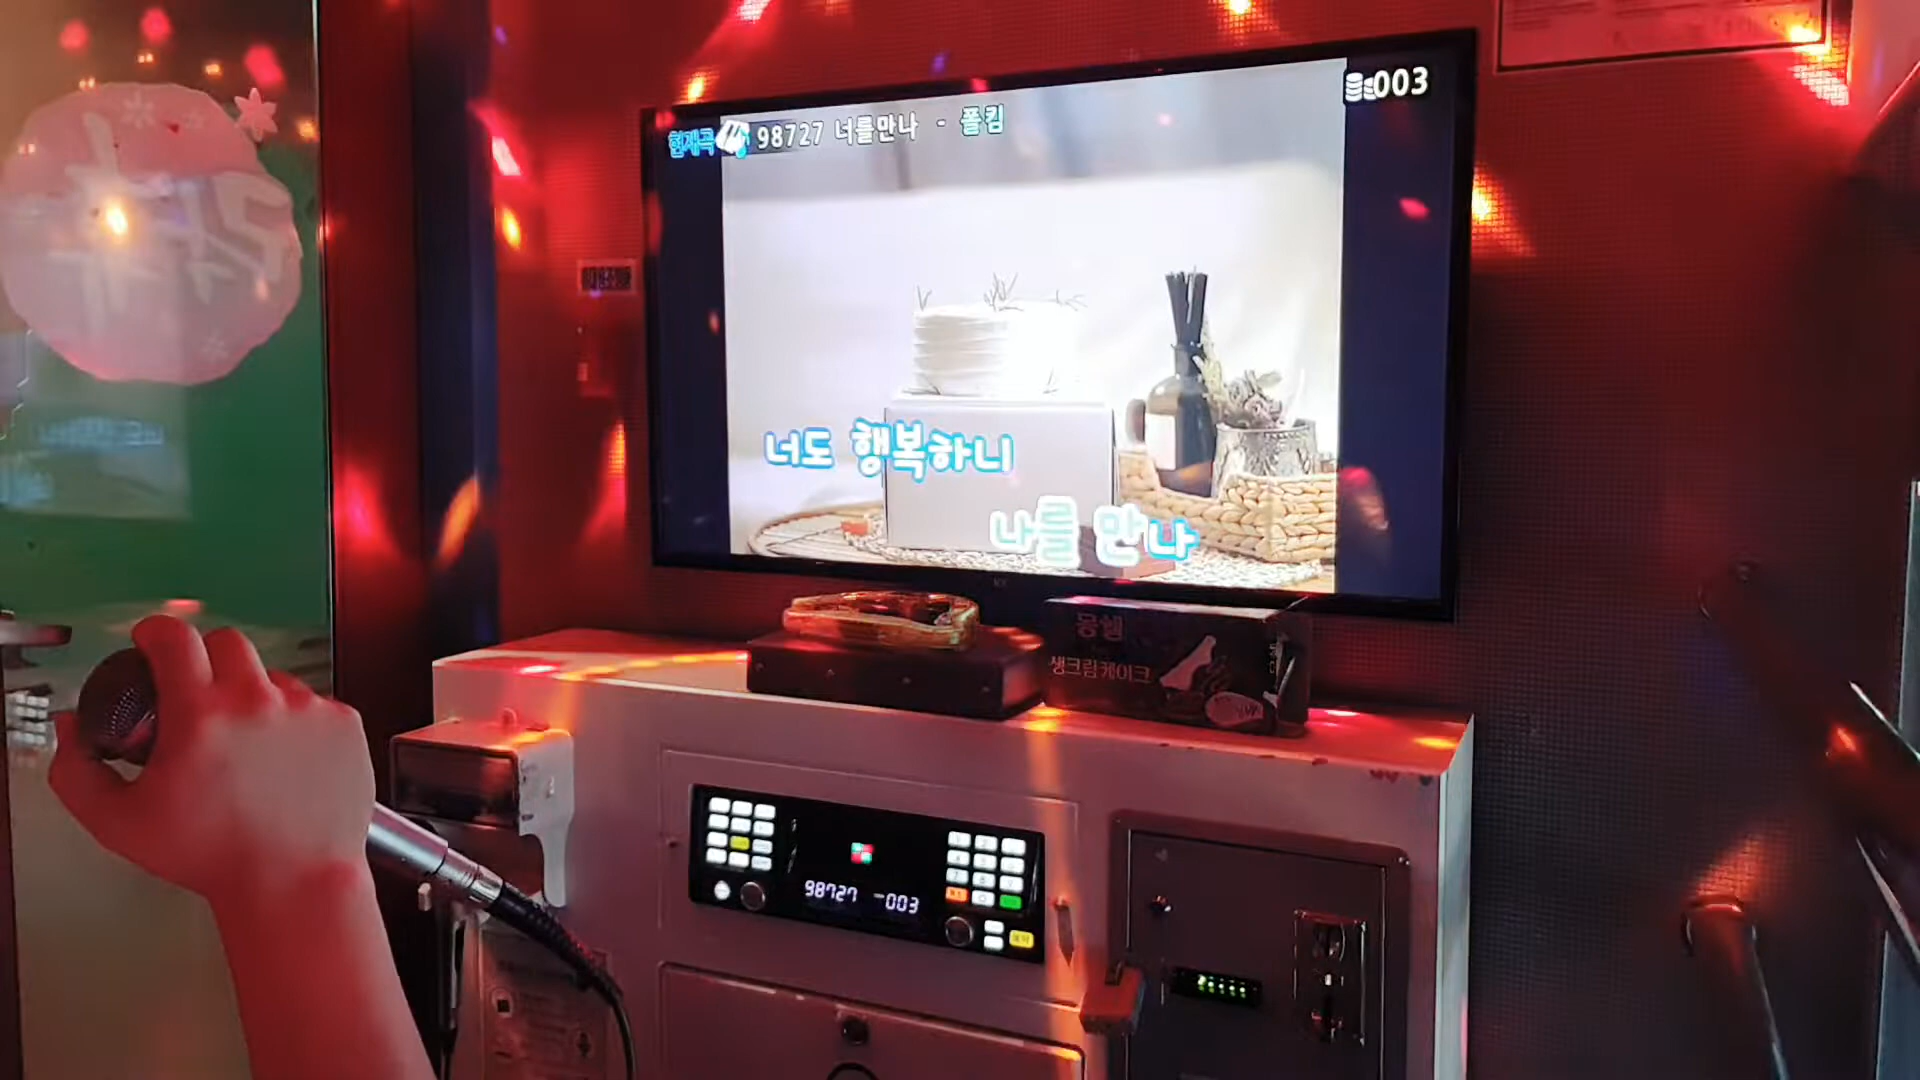 현재곡 98727 너를만나 - 폴킴
003
너도 행복하니
나를 만나
몽쉘
생크림케이크
98727 -003